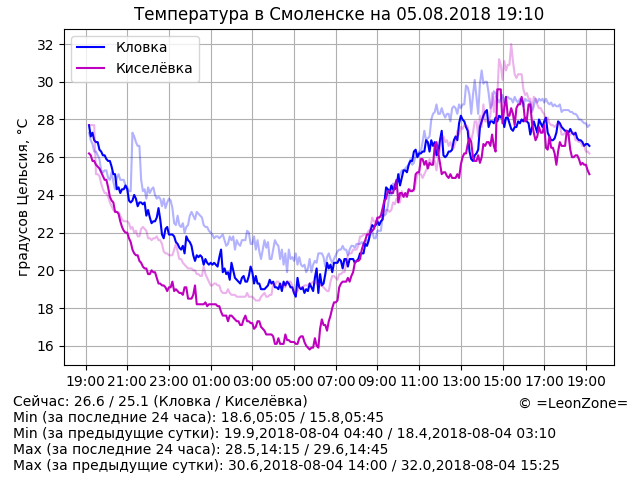 Температура в Смоленске на 05.08.2018 19:10
Кловка
Киселёвка
градусов Цельсия, °C
32
30
28
26
24
22
20
18
16
19:00 21:00 23:00 01:00 03:00 05:00 07:00 09:00 11:00 13:00 15:00 17:00 19:00
Сейчас: 26.6 / 25.1 (Кловка / Киселёвка)
© =LeonZone=
Min (за последние 24 часа): 18.6,05:05 / 15.8,05:45
Min (за предыдущие сутки): 19.9,2018-08-04 04:40 / 18.4,2018-08-04 03:10
Max (за последние 24 часа): 28.5,14:15 / 29.6,14:45
Max (за предыдущие сутки): 30.6,2018-08-04 14:00 / 32.0,2018-08-04 15:25